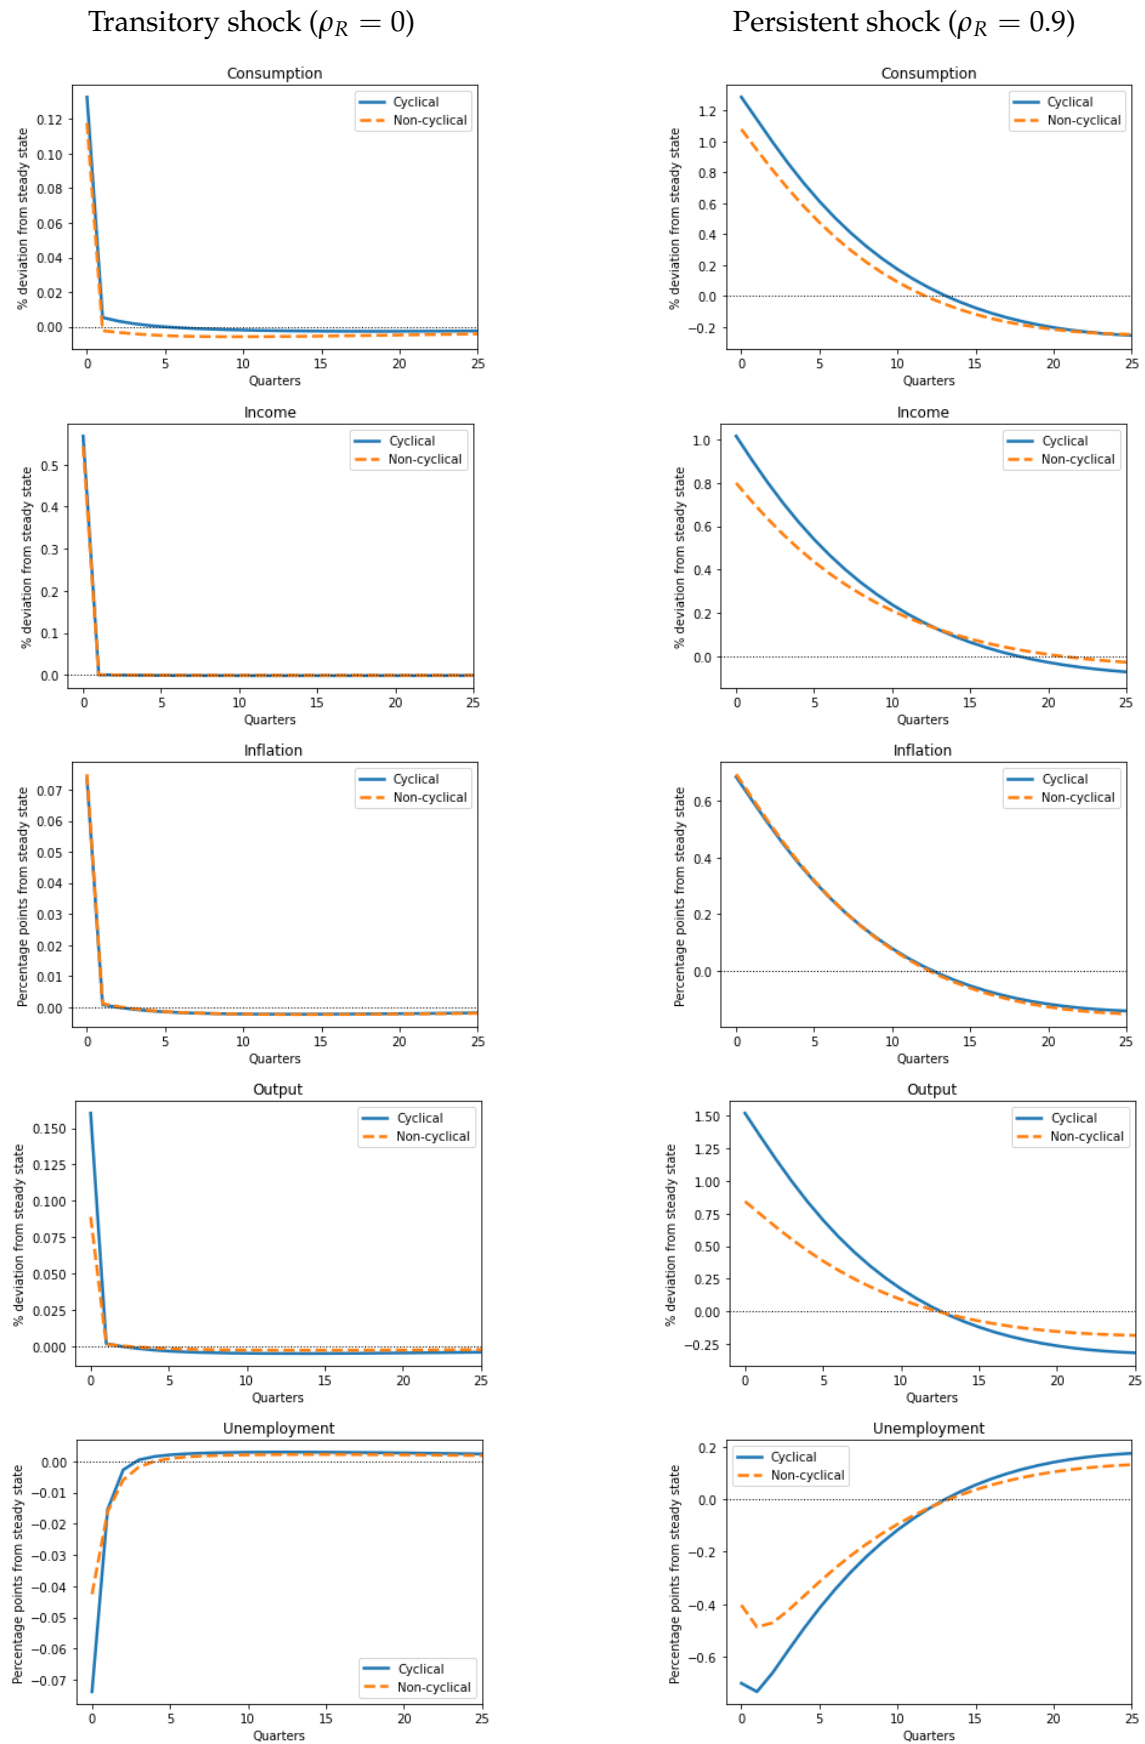 Transitory shock (ρ_R = 0)
Persistent shock (ρ_R = 0.9)
Consumption
% deviation from steady state
0.12
0.10
0.08
0.06
0.04
0.02
0.00
Cyclical
Non-cyclical
0 5 10 15 20 25
Quarters
Consumption
% deviation from steady state
1.2
1.0
0.8
0.6
0.4
0.2
0.0
−0.2
Cyclical
Non-cyclical
0 5 10 15 20 25
Quarters
Income
% deviation from steady state
0.5
0.4
0.3
0.2
0.1
0.0
Cyclical
Non-cyclical
0 5 10 15 20 25
Quarters
Income
% deviation from steady state
1.0
0.8
0.6
0.4
0.2
0.0
Cyclical
Non-cyclical
0 5 10 15 20 25
Quarters
Inflation
Percentage points from steady state
0.07
0.06
0.05
0.04
0.03
0.02
0.01
0.00
Cyclical
Non-cyclical
0 5 10 15 20 25
Quarters
Inflation
Percentage points from steady state
0.6
0.4
0.2
0.0
Cyclical
Non-cyclical
0 5 10 15 20 25
Quarters
Output
% deviation from steady state
0.150
0.125
0.100
0.075
0.050
0.025
0.000
Cyclical
Non-cyclical
0 5 10 15 20 25
Quarters
Output
% deviation from steady state
1.50
1.25
1.00
0.75
0.50
0.25
0.00
−0.25
Cyclical
Non-cyclical
0 5 10 15 20 25
Quarters
Unemployment
Percentage points from steady state
0.00
−0.01
−0.02
−0.03
−0.04
−0.05
−0.06
−0.07
Cyclical
Non-cyclical
0 5 10 15 20 25
Quarters
Unemployment
Percentage points from steady state
0.2
0.0
−0.2
−0.4
−0.6
Cyclical
Non-cyclical
0 5 10 15 20 25
Quarters